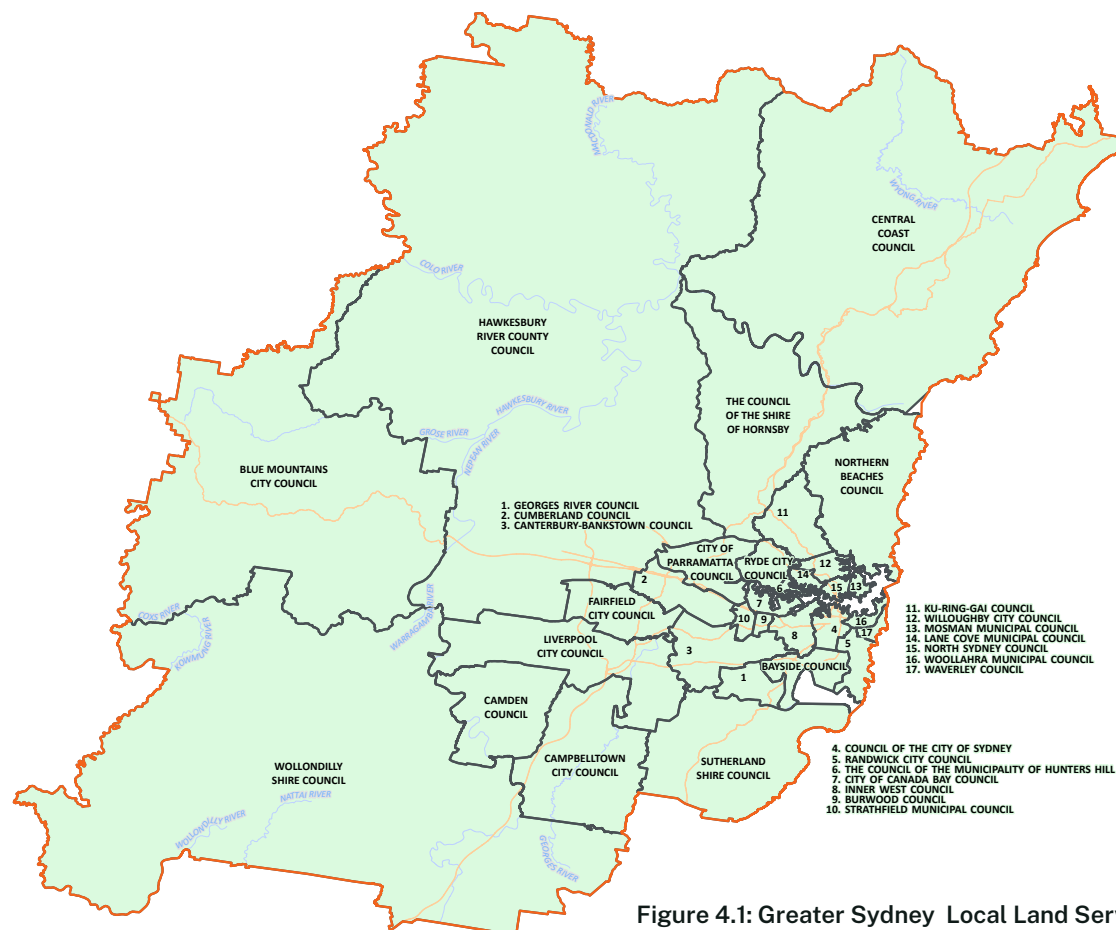 MACDONALD RIVER
WYONG RIVER
CENTRAL
COAST
COUNCIL
COLO RIVER
HAWKESBURY
RIVER COUNTY
COUNCIL
HAWKESBURY RIVER
GROSE RIVER
NEPEAN RIVER
THE COUNCIL
OF THE SHIRE
OF HORNSBY
NORTHERN
BEACHES
COUNCIL
BLUE MOUNTAINS
CITY COUNCIL
1. GEORGES RIVER COUNCIL
2. CUMBERLAND COUNCIL
3. CANTERBURY-BANKSTOWN COUNCIL
11
CITY OF
PARRAMATTA
COUNCIL
RYDE CITY
COUNCIL
12
14
15
13
6
7
2
FAIRFIELD
CITY COUNCIL
10
9
8
4
16
17
5
COXS RIVER
KOWMUNG RIVER
WARRAGAMBA RIVER
LIVERPOOL
CITY COUNCIL
3
1
BAYSIDE COUNCIL
11. KU-RING-GAI COUNCIL
12. WILLOUGHBY CITY COUNCIL
13. MOSMAN MUNICIPAL COUNCIL
14. LANE COVE MUNICIPAL COUNCIL
15. NORTH SYDNEY COUNCIL
16. WOOLLAHRA MUNICIPAL COUNCIL
17. WAVERLEY COUNCIL
CAMDEN
COUNCIL
CAMPBELLTOWN
CITY COUNCIL
SUTHERLAND
SHIRE COUNCIL
WOLLONDILLY
SHIRE COUNCIL
NATTAI RIVER
WOLLONDILLY RIVER
GEORGES RIVER
4. COUNCIL OF THE CITY OF SYDNEY
5. RANDWICK CITY COUNCIL
6. THE COUNCIL OF THE MUNICIPALITY OF HUNTERS HILL
7. CITY OF CANADA BAY COUNCIL
8. INNER WEST COUNCIL
9. BURWOOD COUNCIL
10. STRATHFIELD MUNICIPAL COUNCIL
Figure 4.1: Greater Sydney Local Land Ser